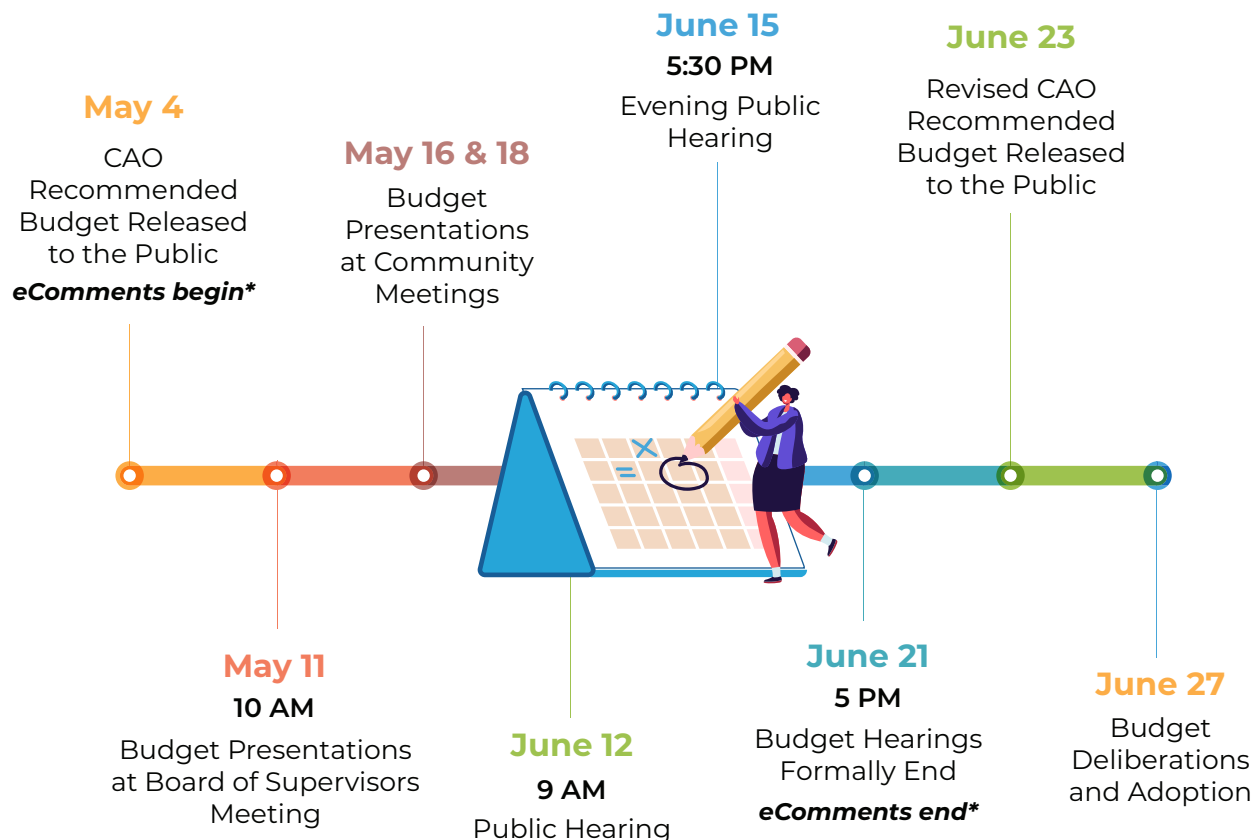 May 4
CAO
Recommended
Budget Released
to the Public
eComments begin*
May 11
10 AM
Budget Presentations
at Board of Supervisors
Meeting
May 16 & 18
Budget
Presentations
at Community
Meetings
June 12
9 AM
Public Hearing
June 15
5:30 PM
Evening Public
Hearing
June 21
5 PM
Budget Hearings
Formally End
eComments end*
June 23
Revised CAO
Recommended
Budget Released
to the Public
June 27
Budget
Deliberations
and Adoption